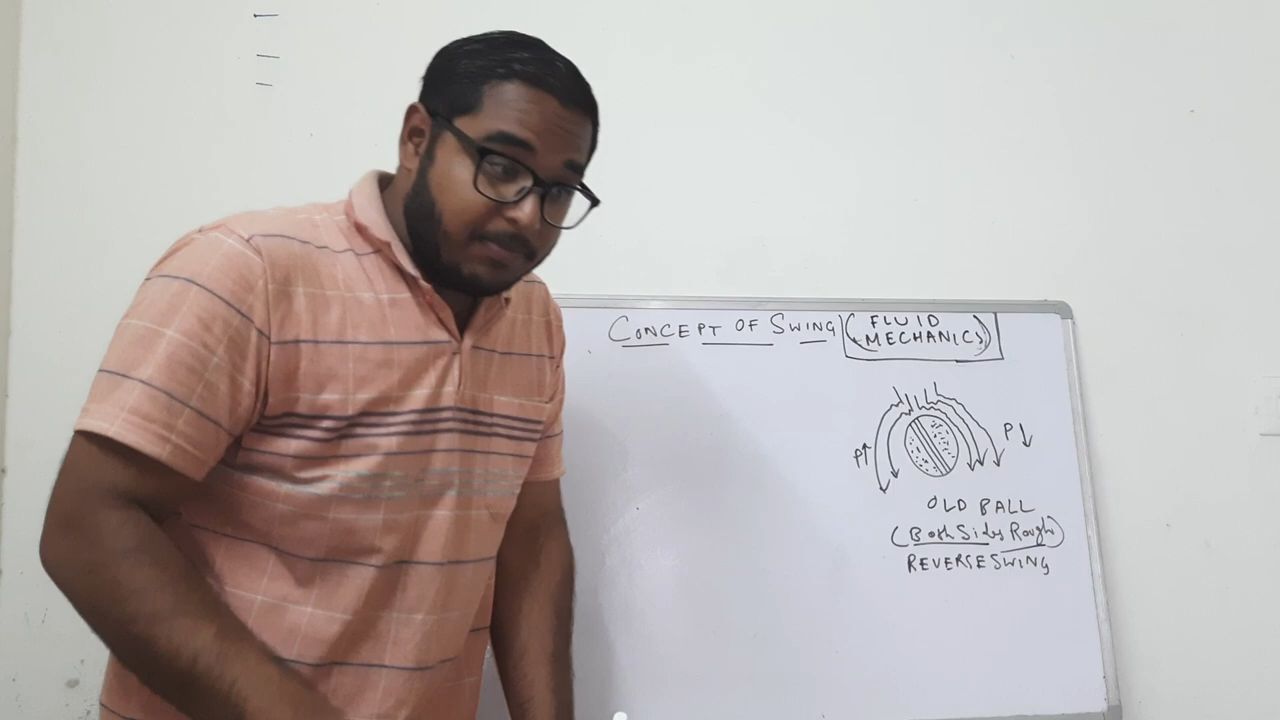 CONCEPT OF SWING (FLUID MECHANICS)
P↑
P↓
OLD BALL
(Both Sides Rough)
REVERSE SWING